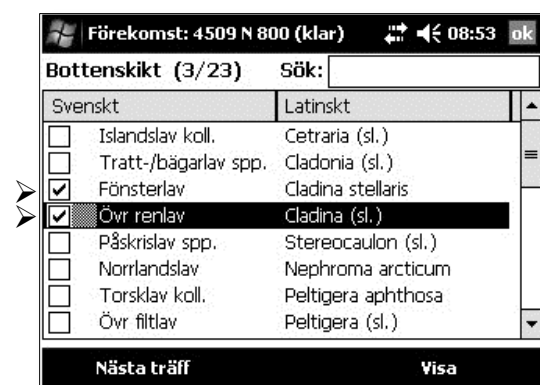 Förekomst: 4509 N 800 (klar) 08:53 ok
Bottenskikt (3/23) Sök:
Svenskt Latinskt
Islandslav koll. Cetraria (sl.)
Tratt-/bägarlav spp. Cladonia (sl.)
Fönsterlav Cladina stellaris
Övr renlav Cladina (sl.)
Påskrislav spp. Stereocaulon (sl.)
Norrlandslav Nephroma arcticum
Torsklav koll. Peltigera aphthosa
Övr filtlav Peltigera (sl.)
Nästa träff Visa